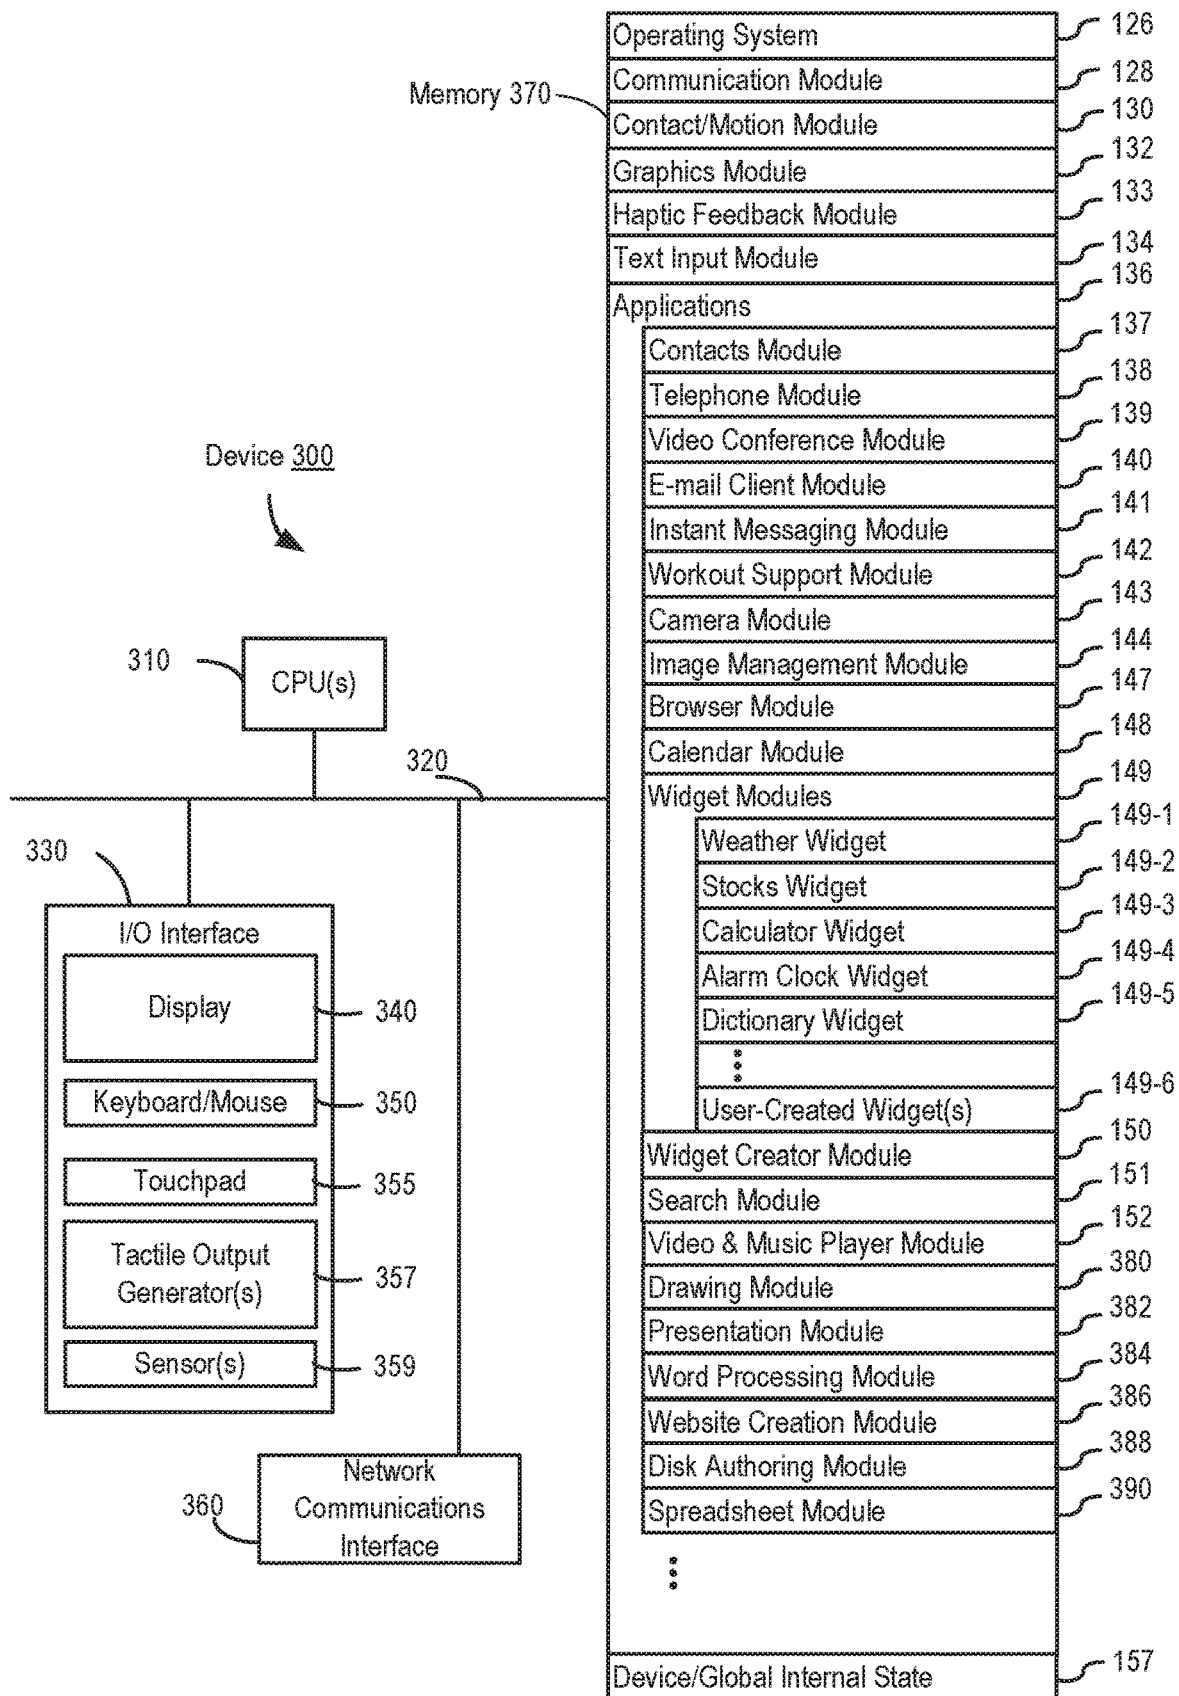 Operating System 126
Communication Module 128
Memory 370
Contact/Motion Module 130
Graphics Module 132
Haptic Feedback Module 133
Text Input Module 134
Applications 136
Contacts Module 137
Telephone Module 138
Video Conference Module 139
E-mail Client Module 140
Instant Messaging Module 141
Workout Support Module 142
Camera Module 143
Image Management Module 144
Browser Module 147
Calendar Module 148
Widget Modules 149
Weather Widget 149-1
Stocks Widget 149-2
Calculator Widget 149-3
Alarm Clock Widget 149-4
Dictionary Widget 149-5
User-Created Widget(s) 149-6
Widget Creator Module 150
Search Module 151
Video & Music Player Module 152
Drawing Module 380
Presentation Module 382
Word Processing Module 384
Website Creation Module 386
Disk Authoring Module 388
Spreadsheet Module 390
Device/Global Internal State 157
Device 300
310
CPU(s)
320
330
I/O Interface
Display 340
Keyboard/Mouse 350
Touchpad 355
Tactile Output
Generator(s) 357
Sensor(s) 359
360
Network
Communications
Interface